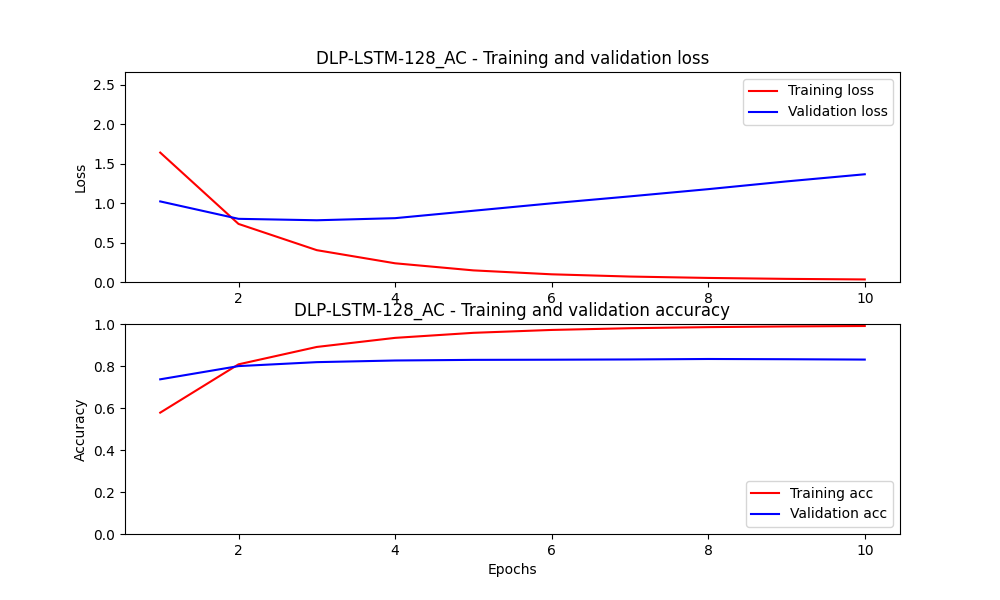 DLP-LSTM-128_AC - Training and validation loss
2.5
2.0
1.5
1.0
0.5
0.0
Loss
Training loss
Validation loss
2 4 6 8 10
DLP-LSTM-128_AC - Training and validation accuracy
1.0
0.8
0.6
0.4
0.2
0.0
Accuracy
Training acc
Validation acc
2 4 6 8 10
Epochs